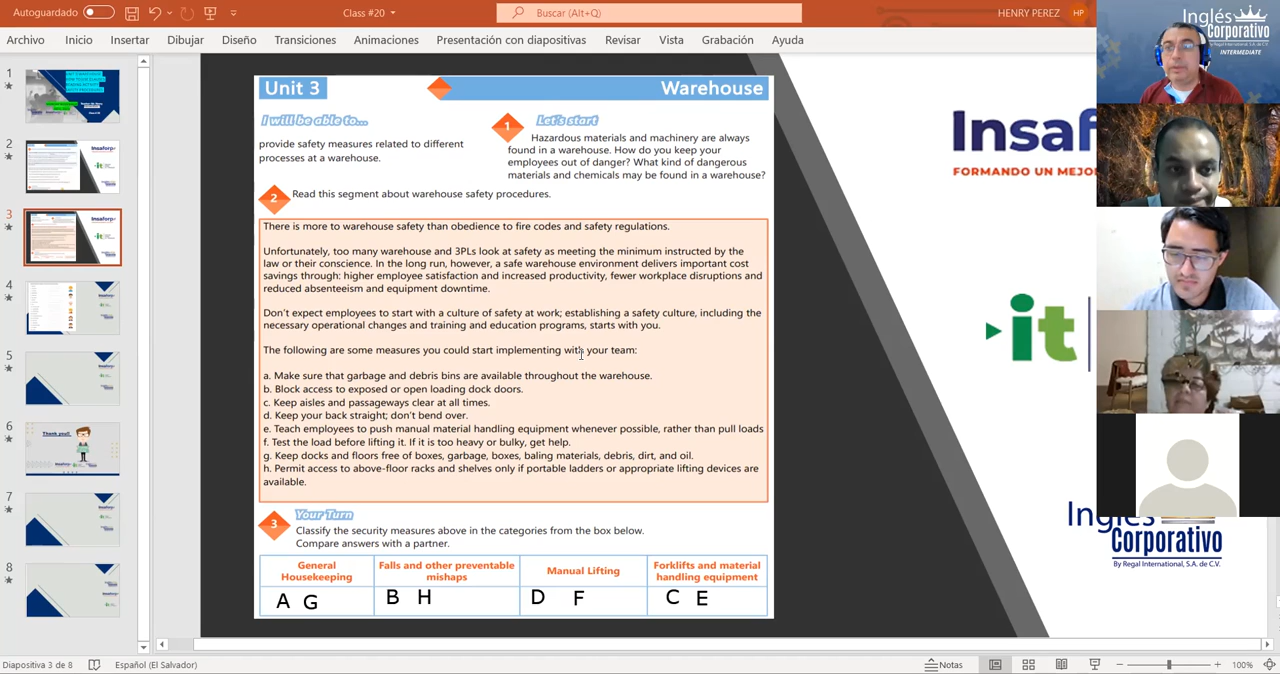 Autoguardado
Class #20
Buscar (Alt+Q)
HENRY PEREZ
HP
Archivo
Inicio
Insertar
Dibujar
Diseño
Transiciones
Animaciones
Presentación con diapositivas
Revisar
Vista
Grabación
Ayuda
Inglés
Corporativo
By Regal International, S.A. de C.V.
INTERMEDIATE
1
2
3
4
5
6
7
8
Thank you!!
Unit 3
Warehouse
I will be able to...
provide safety measures related to different
processes at a warehouse.
1
Let's start
Hazardous materials and machinery are always
found in a warehouse. How do you keep your
employees out of danger? What kind of dangerous
materials and chemicals may be found in a warehouse?
2
Read this segment about warehouse safety procedures.
There is more to warehouse safety than obedience to fire codes and safety regulations.
Unfortunately, too many warehouse and 3PLs look at safety as meeting the minimum instructed by the
law or their conscience. In the long run, however, a safe warehouse environment delivers important cost
savings through: higher employee satisfaction and increased productivity, fewer workplace disruptions and
reduced absenteeism and equipment downtime.
Don't expect employees to start with a culture of safety at work; establishing a safety culture, including the
necessary operational changes and training and education programs, starts with you.
The following are some measures you could start implementing with your team:
a. Make sure that garbage and debris bins are available throughout the warehouse.
b. Block access to exposed or open loading dock doors.
c. Keep aisles and passageways clear at all times.
d. Keep your back straight; don't bend over.
e. Teach employees to push manual material handling equipment whenever possible, rather than pull loads
f. Test the load before lifting it. If it is too heavy or bulky, get help.
g. Keep docks and floors free of boxes, garbage, boxes, baling materials, debris, dirt, and oil.
h. Permit access to above-floor racks and shelves only if portable ladders or appropriate lifting devices are
available.
3
Your Turn
Classify the security measures above in the categories from the box below.
Compare answers with a partner.
General
Housekeeping
Falls and other preventable
mishaps
Manual Lifting
Forklifts and material
handling equipment
A G
B H
D F
C E
Insafo
FORMANDO UN MEJO
it
Inglés
Corporativo
By Regal International, S.A. de C.V.
Diapositiva 3 de 8
Español (El Salvador)
Notas
100%